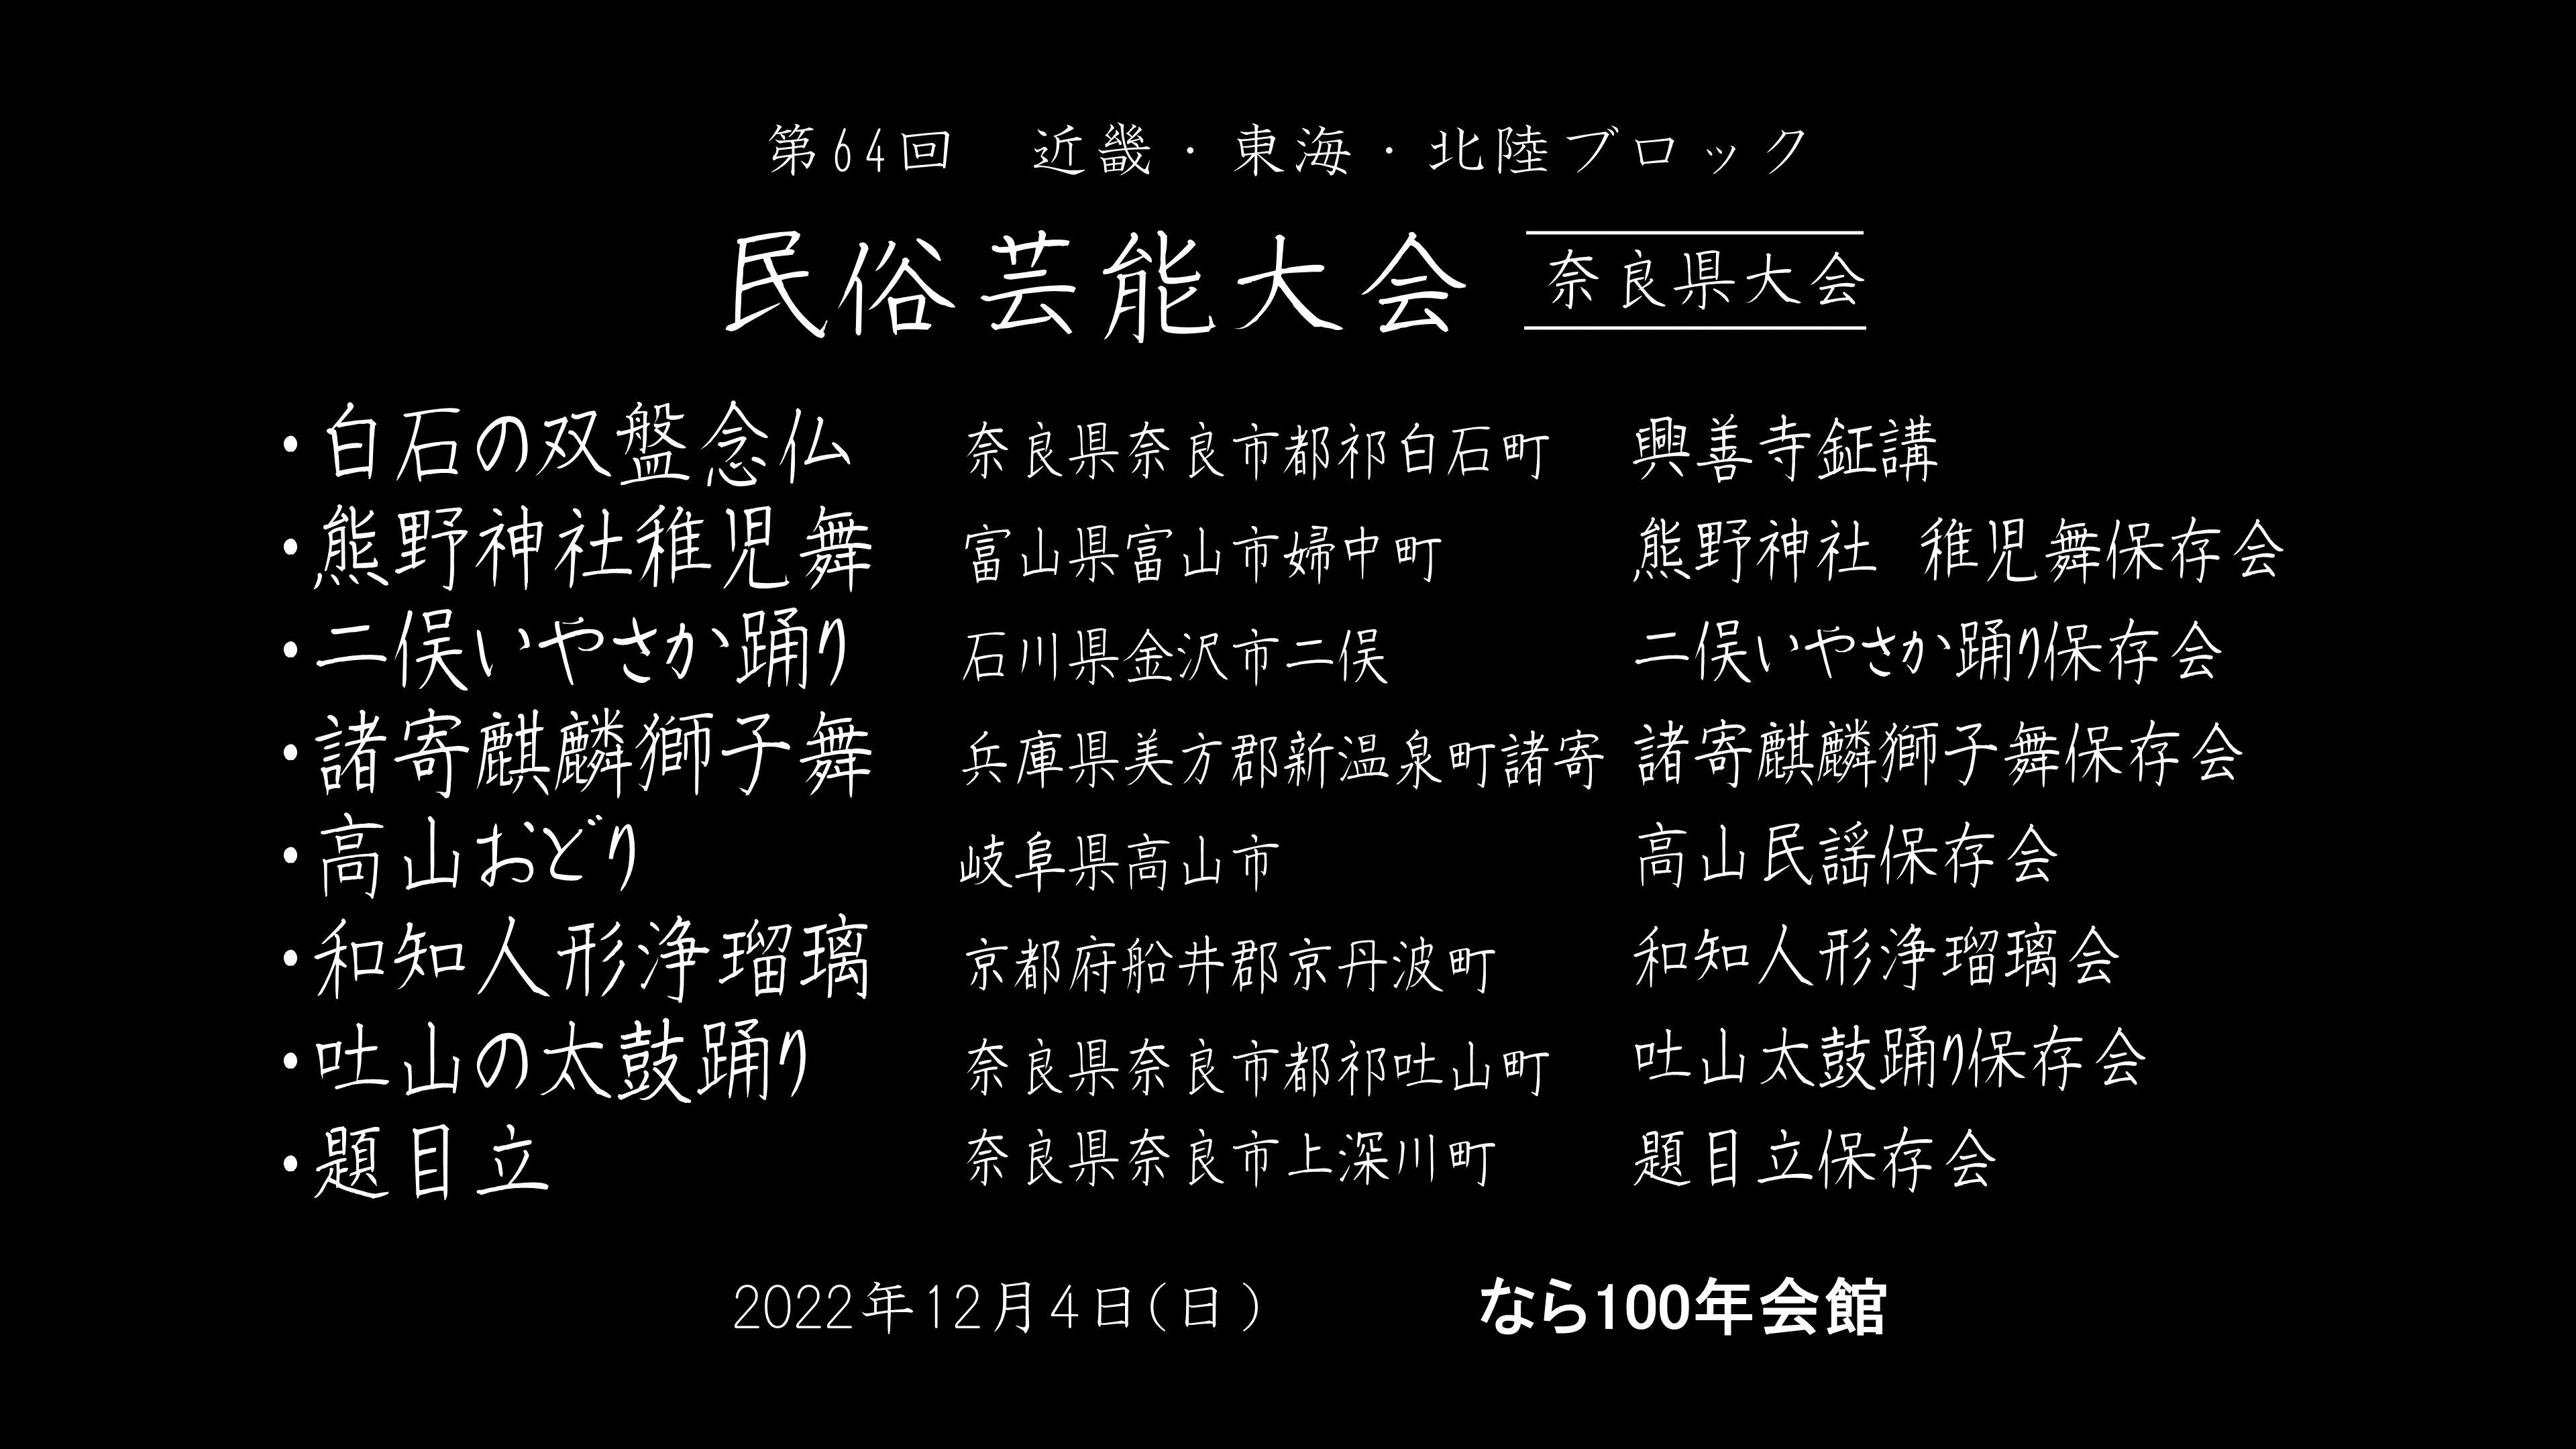 第64回　近畿・東海・北陸ブロック
民俗芸能大会　奈良県大会
・白石の双盤念仏　奈良県奈良市都祁白石町　興善寺鉦講
・熊野神社稚児舞　富山県富山市婦中町　熊野神社　稚児舞保存会
・二俣いやさか踊り　石川県金沢市二俣　二俣いやさか踊り保存会
・諸寄麒麟獅子舞　兵庫県美方郡新温泉町諸寄　諸寄麒麟獅子舞保存会
・高山おどり　岐阜県高山市　高山民謡保存会
・和知人形浄瑠璃　京都府船井郡京丹波町　和知人形浄瑠璃会
・吐山の太鼓踊り　奈良県奈良市都祁吐山町　吐山太鼓踊り保存会
・題目立　奈良県奈良市上深川町　題目立保存会
2022年12月4日(日)　なら100年会館